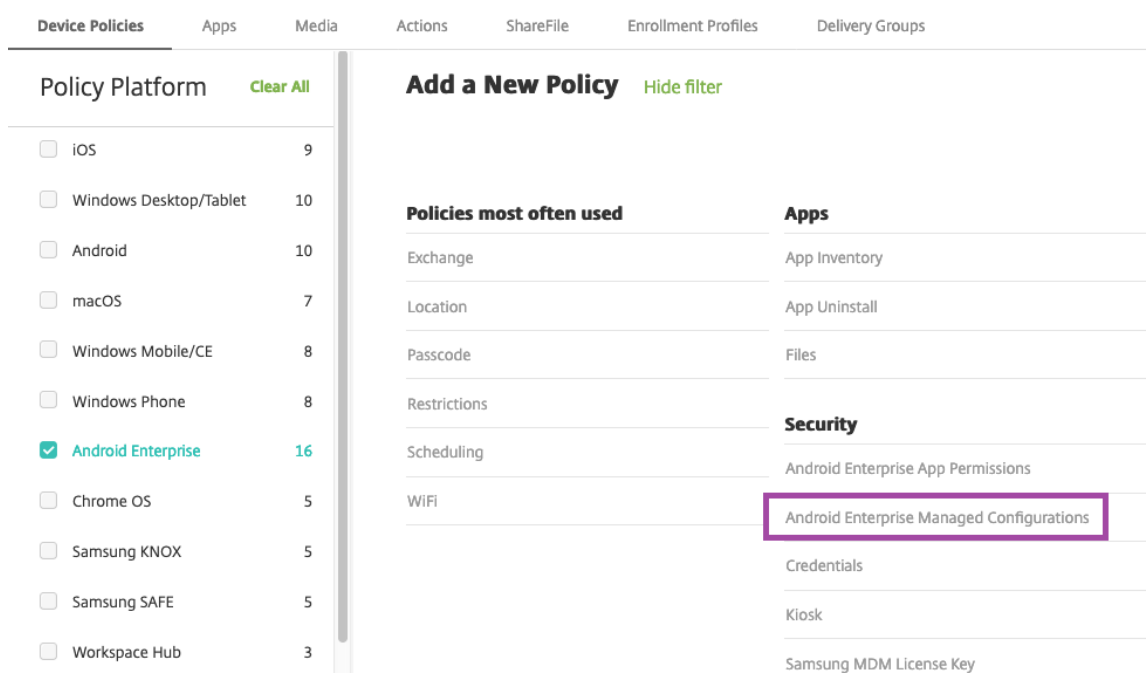 Device Policies Apps Media Actions ShareFile Enrollment Profiles Delivery Groups
Policy Platform Clear All
iOS 9
Windows Desktop/Tablet 10
Android 10
macOS 7
Windows Mobile/CE 8
Windows Phone 8
Android Enterprise 16
Chrome OS 5
Samsung KNOX 5
Samsung SAFE 5
Workspace Hub 3
Add a New Policy Hide filter
Policies most often used
Exchange
Location
Passcode
Restrictions
Scheduling
WiFi
Apps
App Inventory
App Uninstall
Files
Security
Android Enterprise App Permissions
Android Enterprise Managed Configurations
Credentials
Kiosk
Samsung MDM License Key